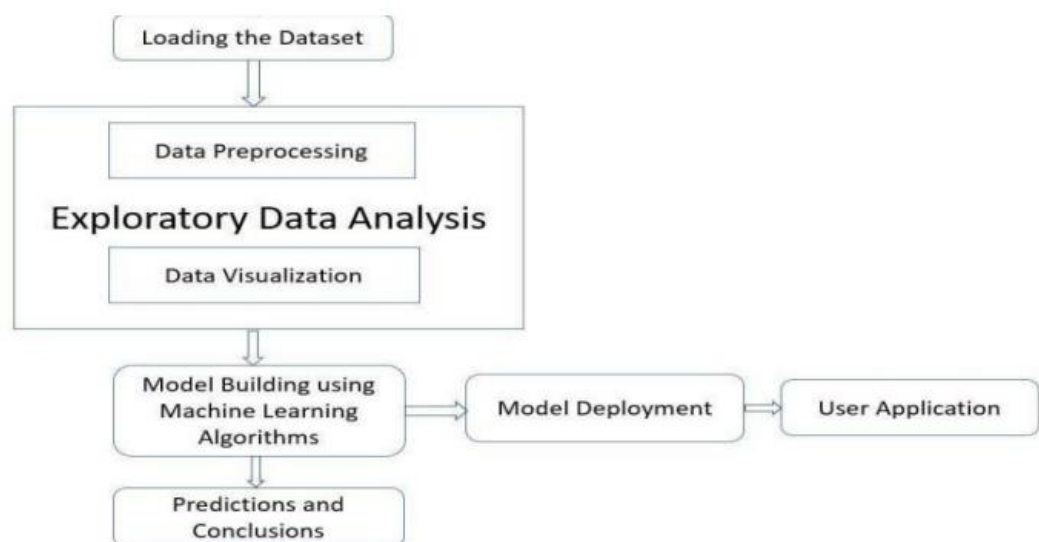 Loading the Dataset
Data Preprocessing
Exploratory Data Analysis
Data Visualization
Model Building using
Machine Learning
Algorithms
Model Deployment
User Application
Predictions and
Conclusions